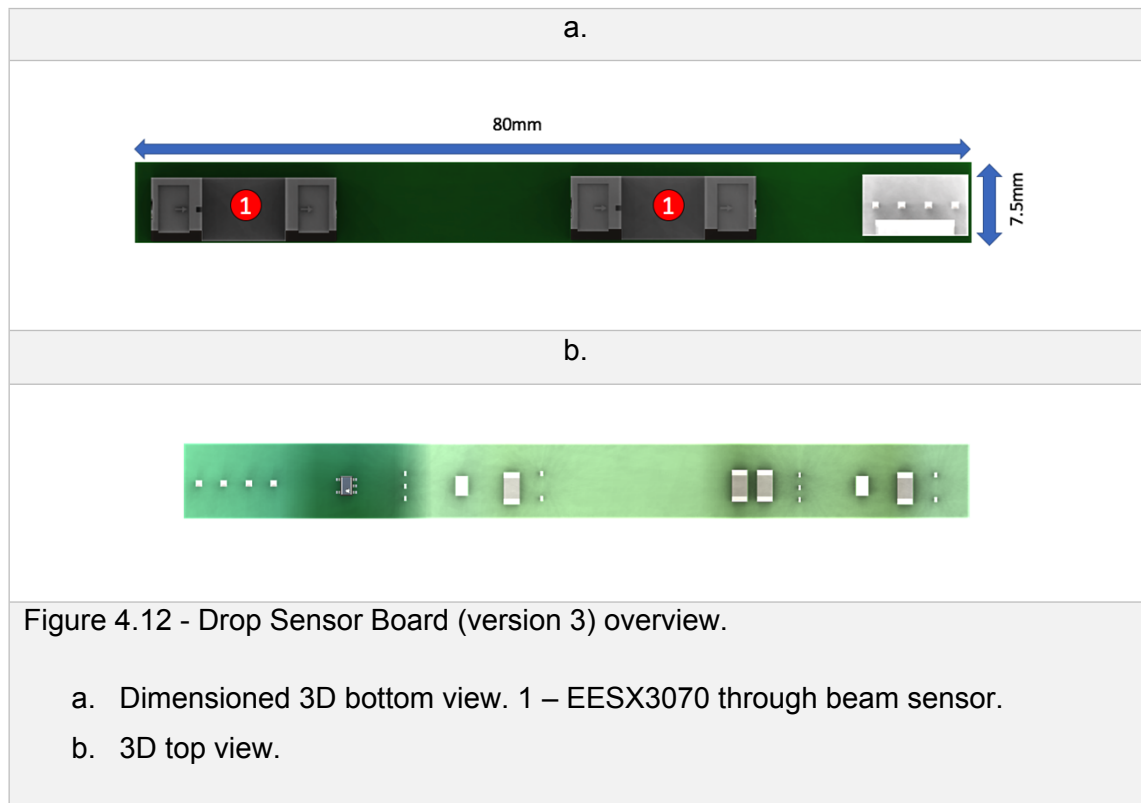 a.
80mm
1
1
7.5mm
b.
Figure 4.12 - Drop Sensor Board (version 3) overview.
a. Dimensioned 3D bottom view. 1 – EESX3070 through beam sensor.
b. 3D top view.